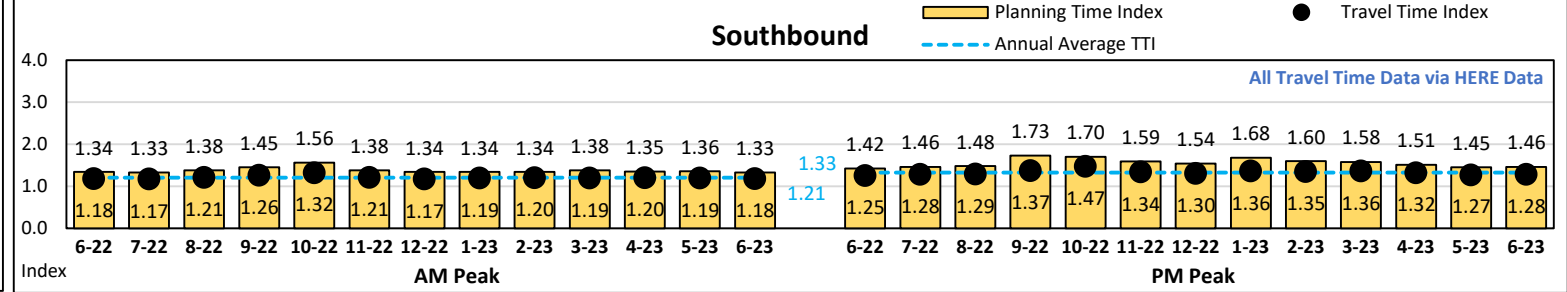 Planning Time Index
Travel Time Index
Southbound
Annual Average TTI
4.0
All Travel Time Data via HERE Data
3.0
2.0
1.34 1.33 1.38 1.45 1.56 1.38 1.34 1.34 1.34 1.38 1.35 1.36 1.33
1.33
1.42 1.46 1.48 1.73 1.70 1.59 1.54 1.68 1.60 1.58 1.51 1.45 1.46
1.0
1.21
1.18 1.17 1.21 1.26 1.32 1.21 1.17 1.19 1.20 1.19 1.20 1.19 1.18
1.25 1.28 1.29 1.37 1.47 1.34 1.30 1.36 1.35 1.36 1.32 1.27 1.28
0.0
6-22 7-22 8-22 9-22 10-22 11-22 12-22 1-23 2-23 3-23 4-23 5-23 6-23
6-22 7-22 8-22 9-22 10-22 11-22 12-22 1-23 2-23 3-23 4-23 5-23 6-23
Index
AM Peak
PM Peak